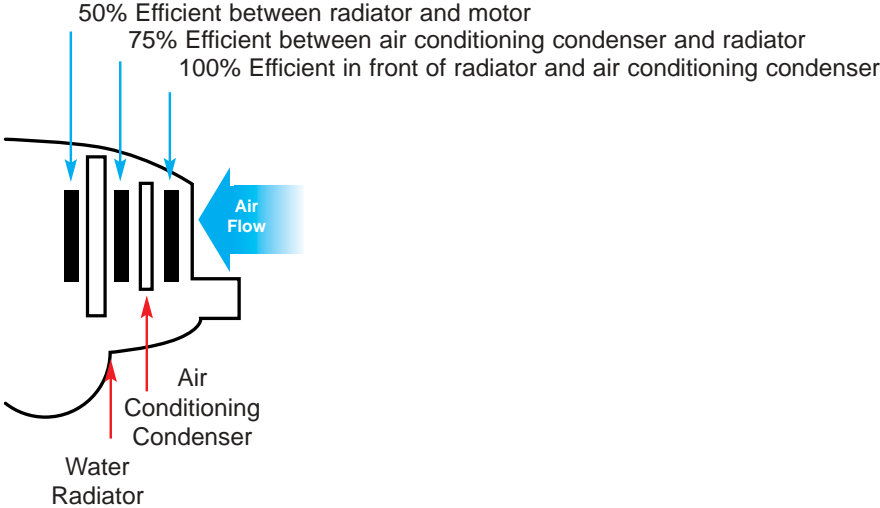 50% Efficient between radiator and motor
75% Efficient between air conditioning condenser and radiator
100% Efficient in front of radiator and air conditioning condenser
Air
Flow
Air
Conditioning
Condenser
Water
Radiator